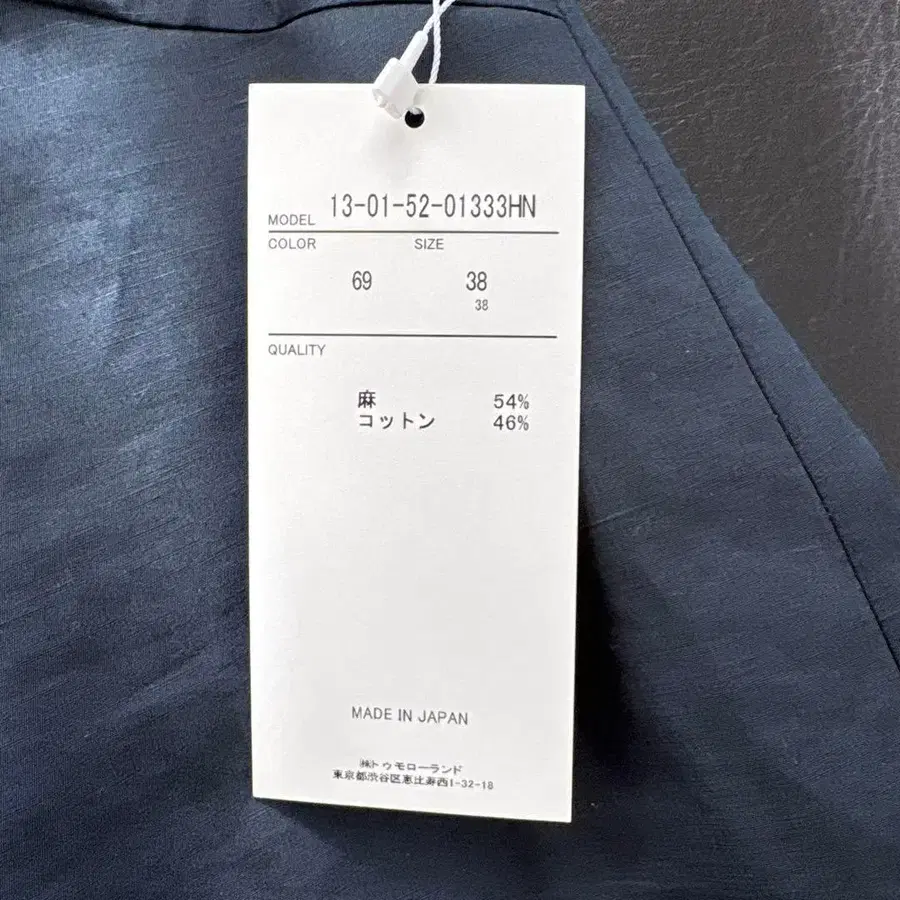 MODEL 13-01-52-01333HN
COLOR SIZE
69 38
38
QUALITY
麻 54%
コットン 46%
MADE IN JAPAN
㈱トゥモローランド
東京都渋谷区恵比寿西1-32-18